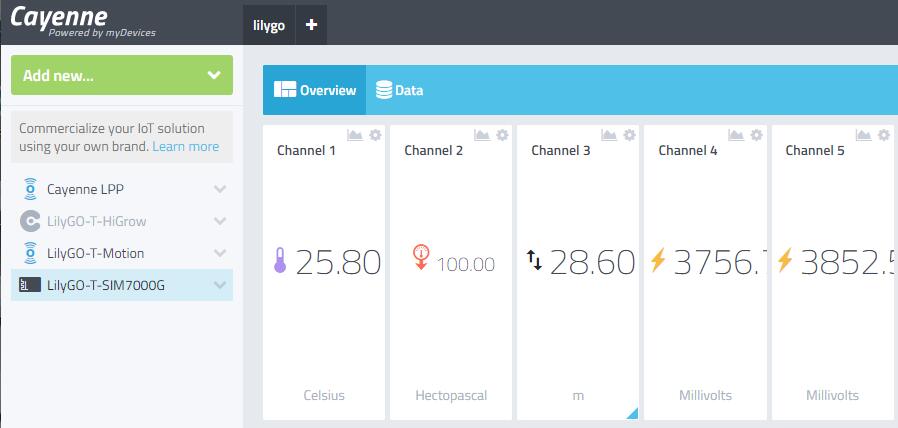 Cayenne
Powered by myDevices
lilygo +
Add new...
Overview Data
Commercialize your IoT solution
using your own brand. Learn more
Cayenne LPP
LilyGO-T-HiGrow
LilyGO-T-Motion
LilyGO-T-SIM7000G
Channel 1 Channel 2 Channel 3 Channel 4 Channel 5
25.80 100.00 28.60 3756. 3852.5
Celsius Hectopascal m Millivolts Millivolts